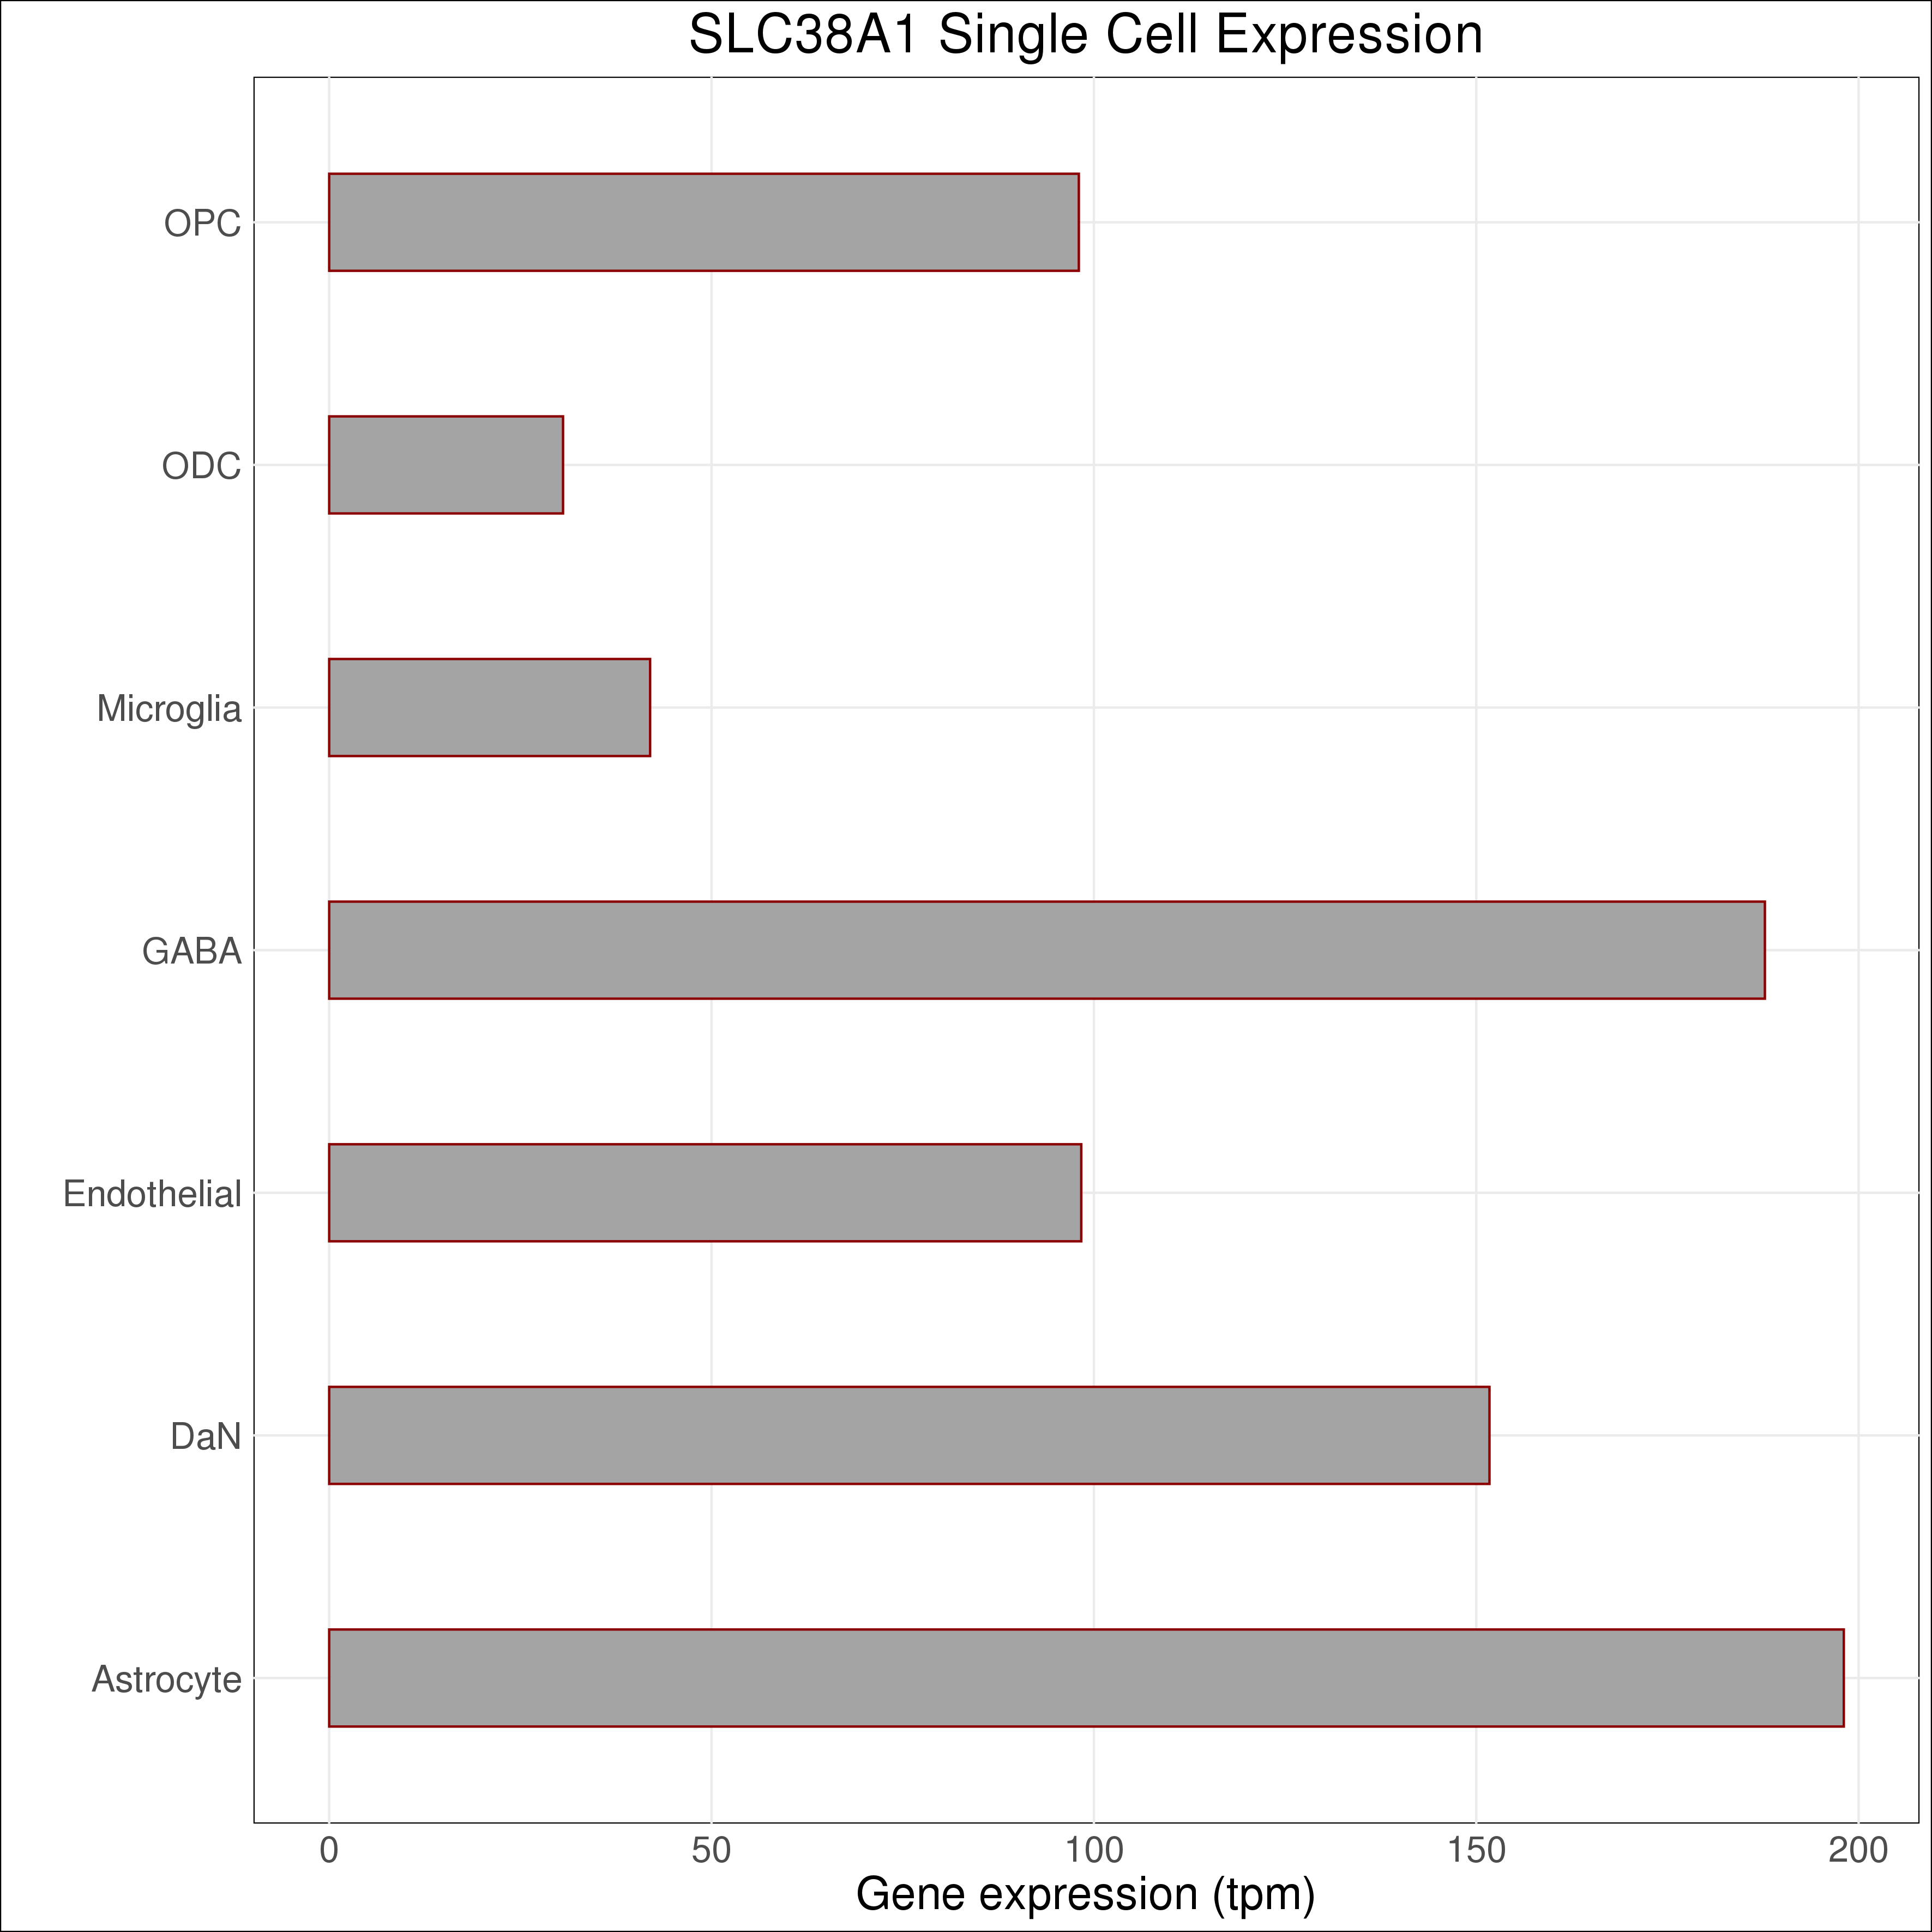 SLC38A1 Single Cell Expression
OPC
ODC
Microglia
GABA
Endothelial
DaN
Astrocyte
0 50 100 150 200
Gene expression (tpm)